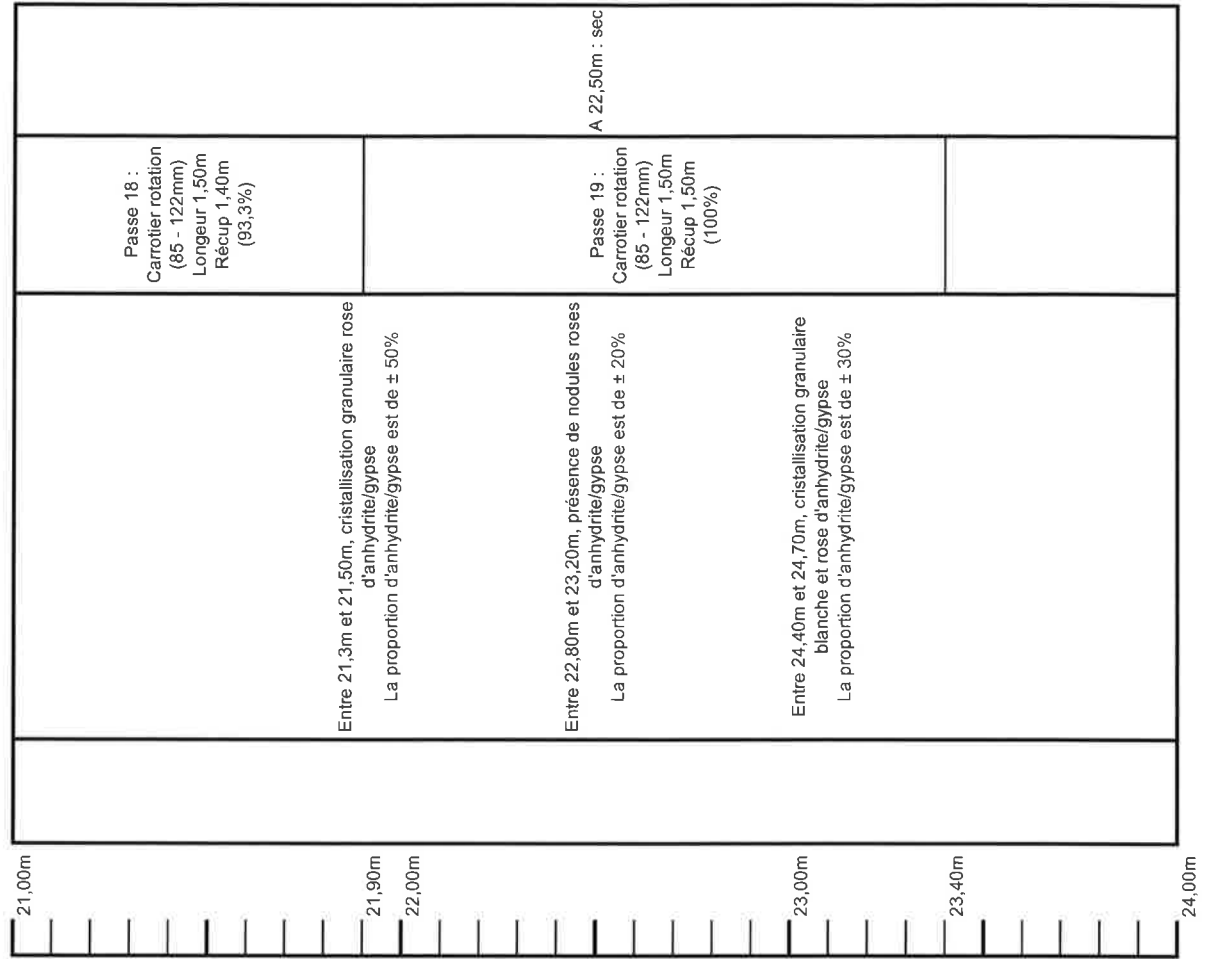 21,00m
21,90m
22,00m
23,00m
23,40m
24,00m
Entre 21,3m et 21,50m, cristallisation granulaire rose
d'anhydrite/gypse
La proportion d'anhydrite/gypse est de ± 50%
Entre 22,80m et 23,20m, présence de nodules roses
d'anhydrite/gypse
La proportion d'anhydrite/gypse est de ± 20%
Entre 24,40m et 24,70m, cristallisation granulaire
blanche et rose d'anhydrite/gypse
La proportion d'anhydrite/gypse est de ± 30%
Passe 18 :
Carrotier rotation
(85 - 122mm)
Longeur 1,50m
Récup 1,40m
(93,3%)
Passe 19 :
Carrotier rotation
(85 - 122mm)
Longeur 1,50m
Récup 1,50m
(100%)
A 22,50m : sec